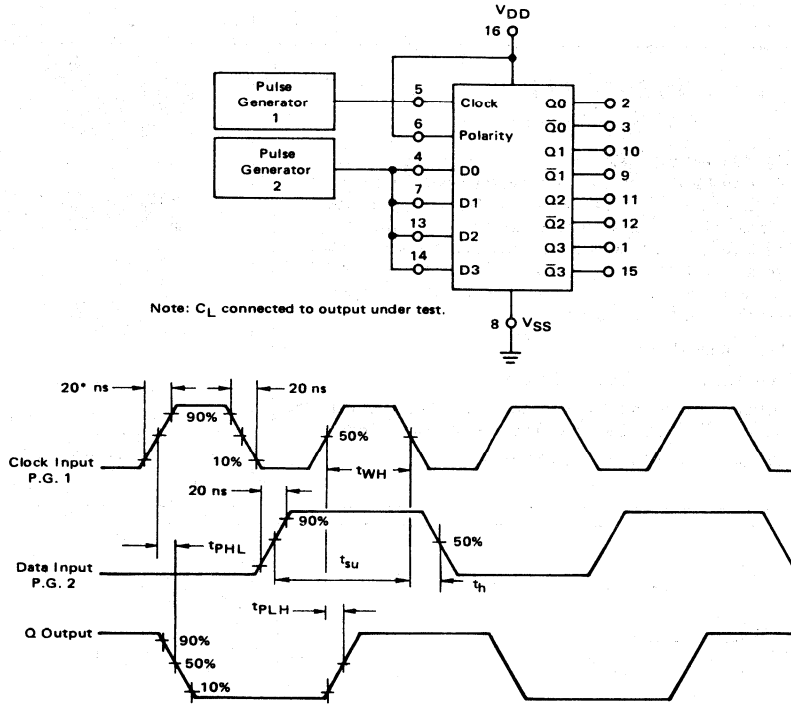 VDD
16
Pulse
Generator
1
5
Clock
Q0
2
6
Polarity
Q̅0
3
Pulse
Generator
2
4
D0
Q1
10
7
D1
Q̅1
9
Q2
11
13
D2
Q̅2
12
14
D3
Q3
1
Q̅3
15
Note: CL connected to output under test.
8
VSS
20° ns
20 ns
90%
50%
10%
tWH
Clock Input
P.G. 1
20 ns
90%
50%
tPHL
tsu
th
Data Input
P.G. 2
tPLH
Q Output
90%
50%
10%